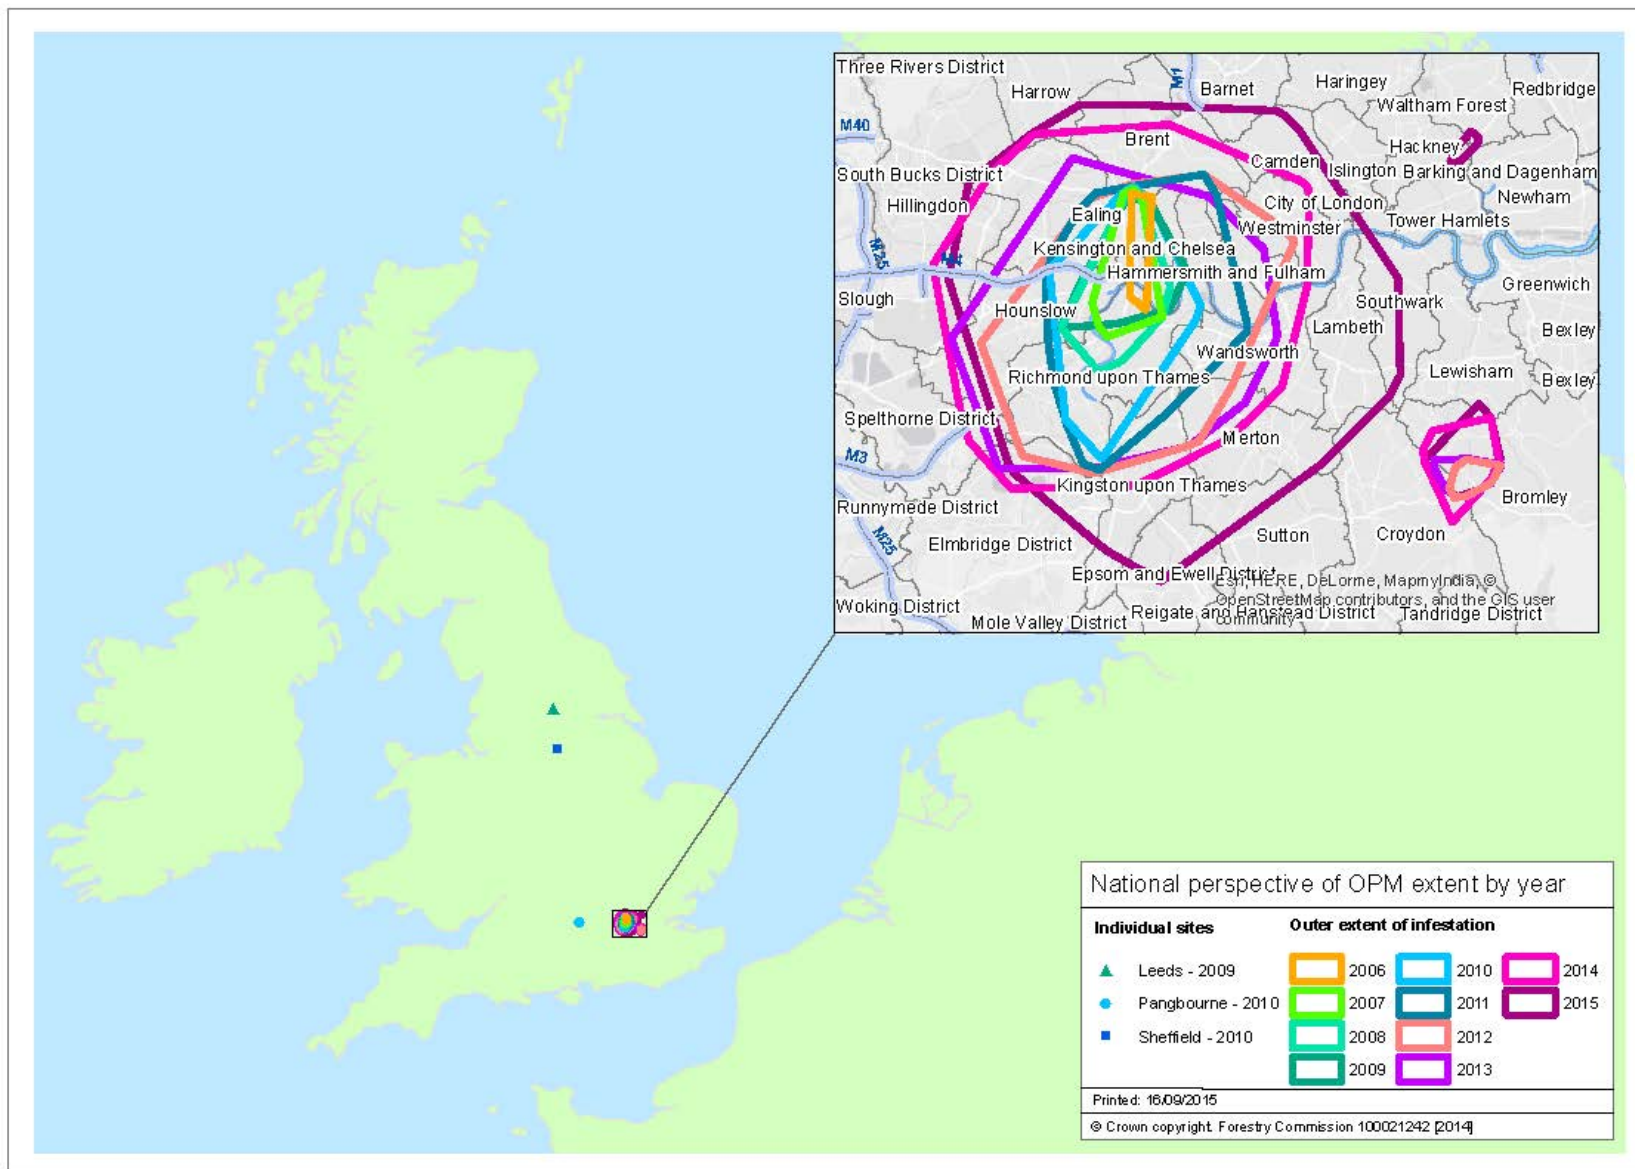 Three Rivers District
Harrow
M1
Barnet
Haringey
Redbridge
Waltham Forest
M40
Brent
Hackney
Camden
Islington
Barking and Dagenham
South Bucks District
Newham
Hillingdon
Ealing
City of London
Tower Hamlets
Westminster
Kensington and Chelsea
M25
M4
Hammersmith and Fulham
Greenwich
Slough
Southwark
Hounslow
Lambeth
Bexley
Wandsworth
Lewisham
Richmond upon Thames
Bexley
Spelthorne District
Merton
M3
Kingston upon Thames
Bromley
Runnymede District
M25
Elmbridge District
Sutton
Croydon
Epsom and Ewell District
Esri, HERE, DeLorme, MapmyIndia, ©
OpenStreetMap contributors, and the GIS user
community
Woking District
Mole Valley District
Reigate and Banstead District
Tandridge District
National perspective of OPM extent by year
Individual sites
Outer extent of infestation
Leeds - 2009
Pangbourne - 2010
Sheffield - 2010
2006
2007
2008
2009
2010
2011
2012
2013
2014
2015
Printed: 16/09/2015
© Crown copyright. Forestry Commission 100021242 [2014]